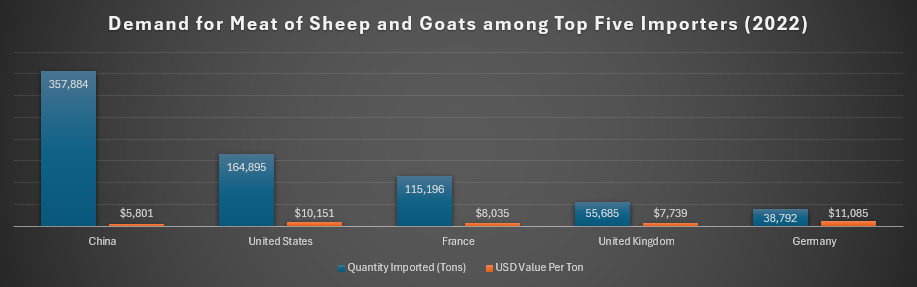 Demand for Meat of Sheep and Goats among Top Five Importers (2022)
357,884
$5,801
164,895
$10,151
115,196
$8,035
55,685
$7,739
38,792
$11,085
China
United States
France
United Kingdom
Germany
Quantity Imported (Tons)
USD Value Per Ton